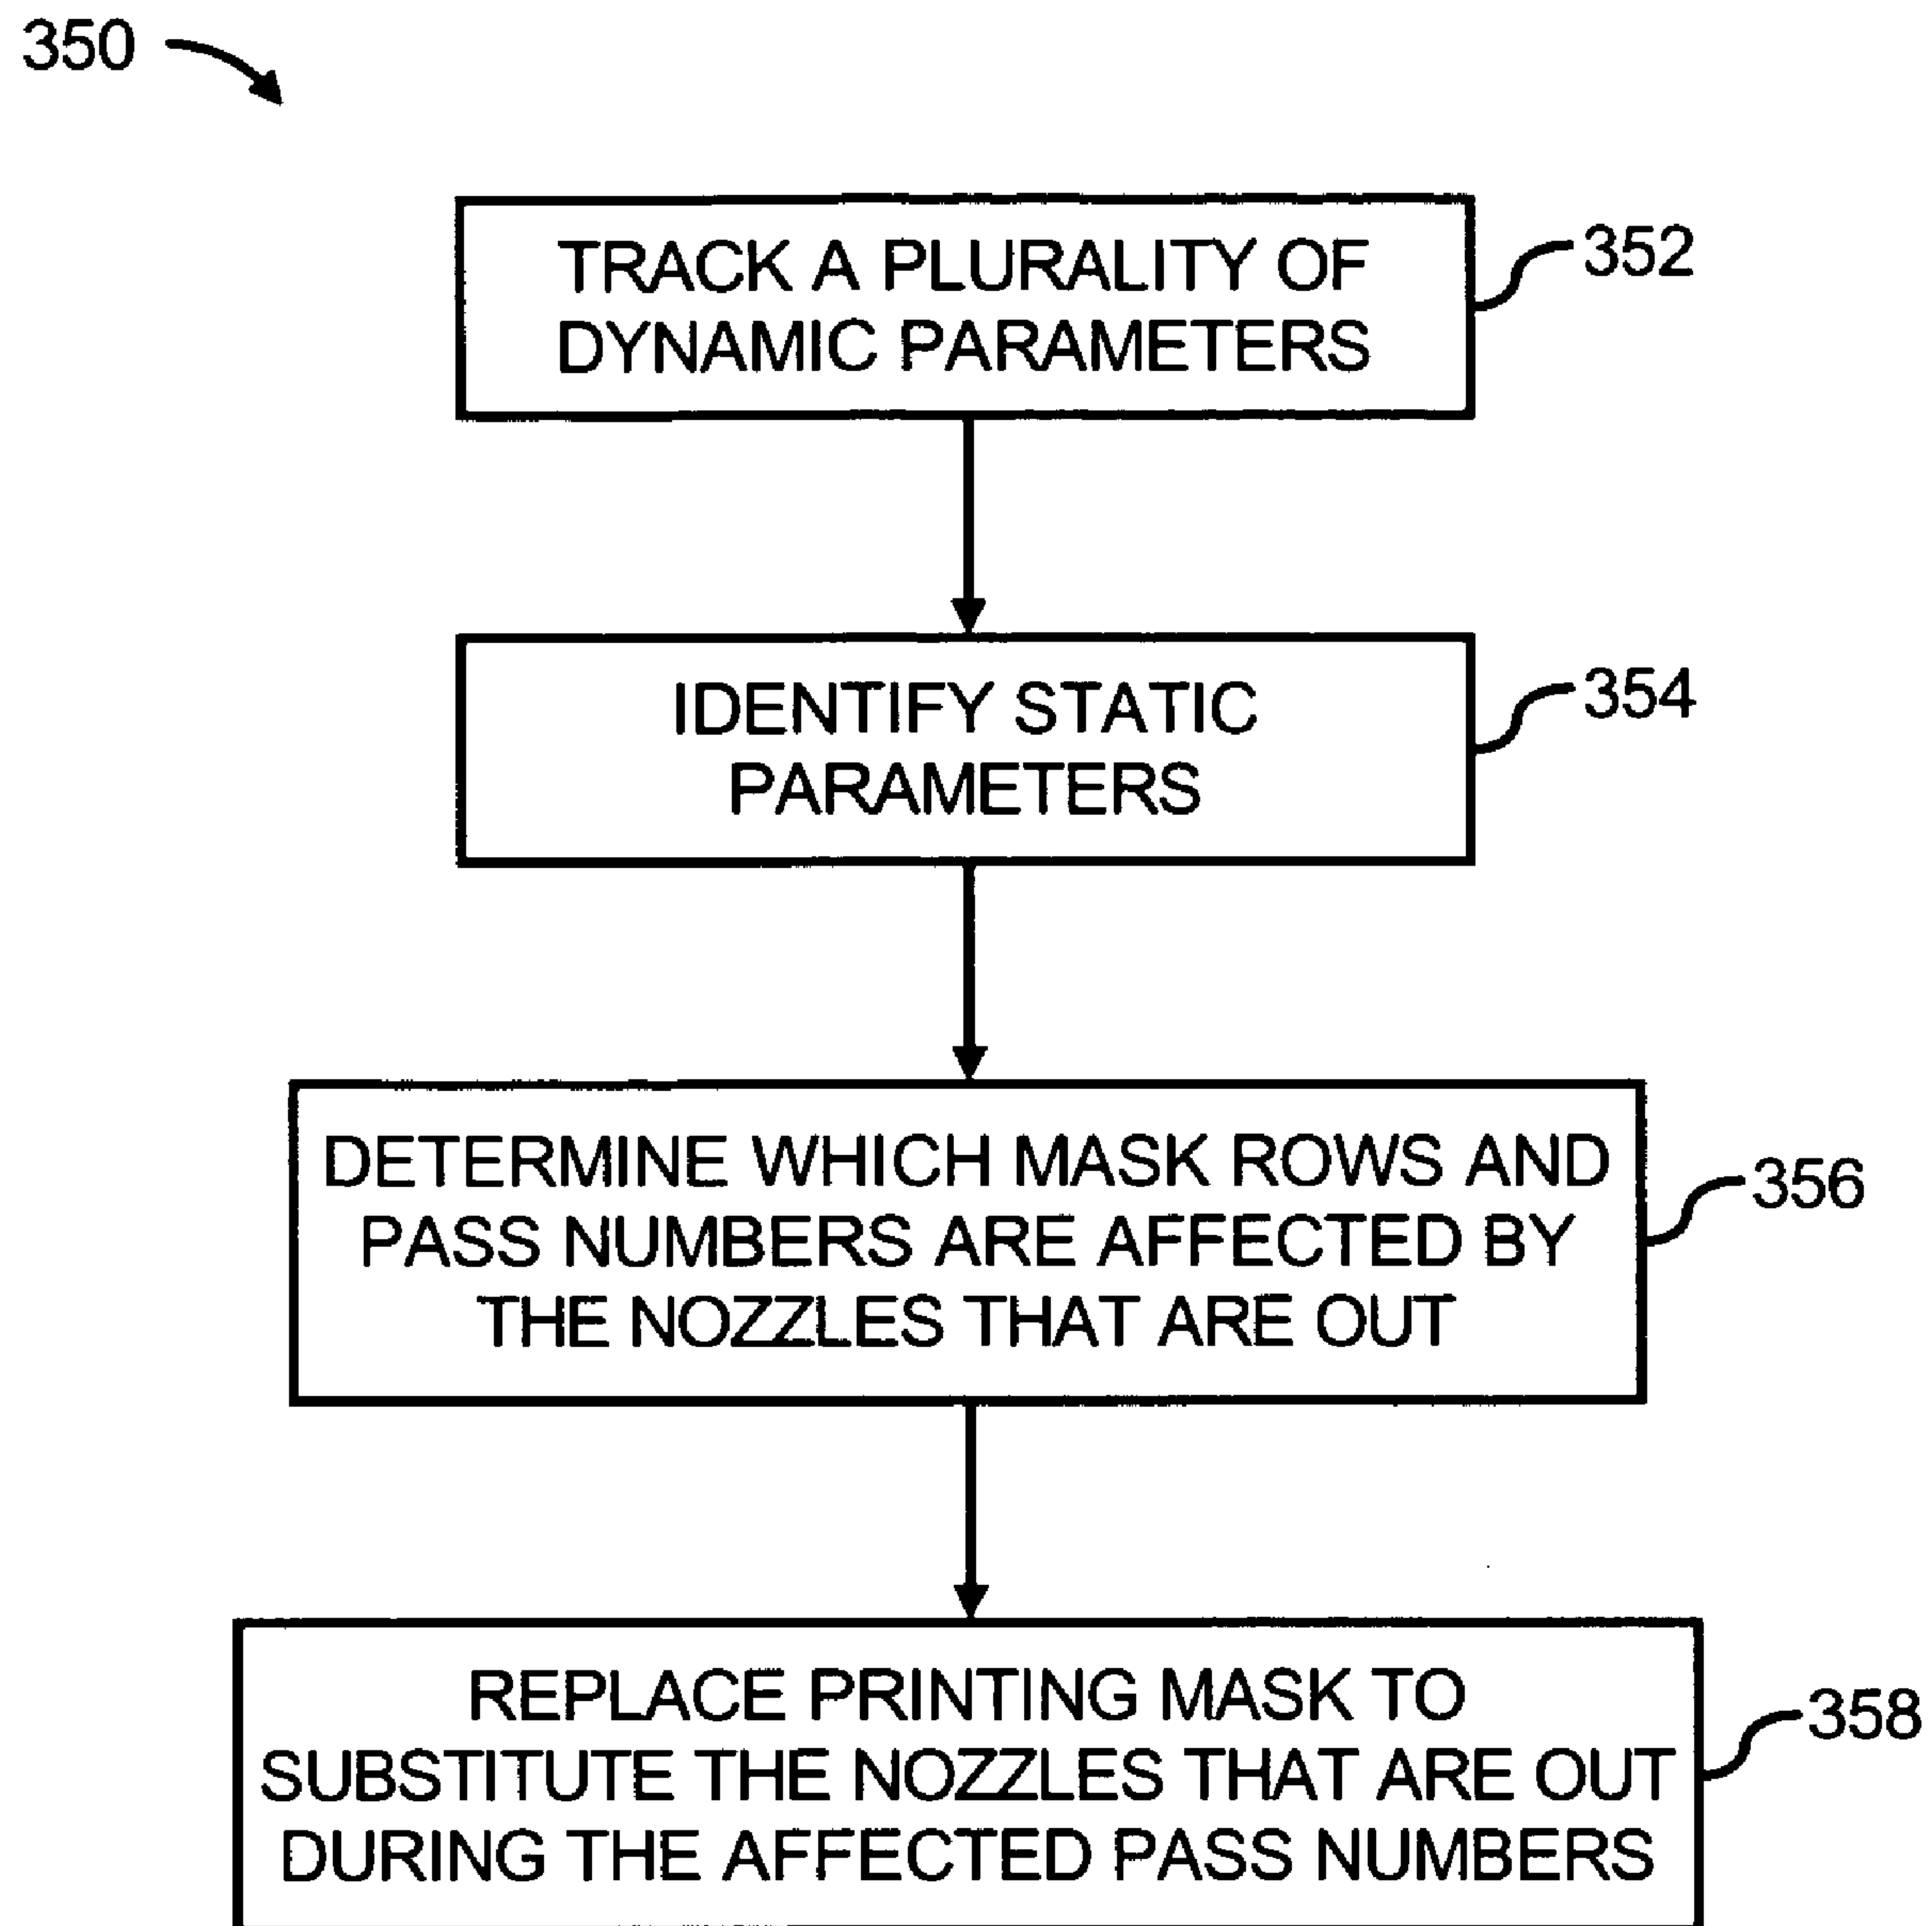 350
TRACK A PLURALITY OF
DYNAMIC PARAMETERS
352
IDENTIFY STATIC
PARAMETERS
354
DETERMINE WHICH MASK ROWS AND
PASS NUMBERS ARE AFFECTED BY
THE NOZZLES THAT ARE OUT
356
REPLACE PRINTING MASK TO
SUBSTITUTE THE NOZZLES THAT ARE OUT
DURING THE AFFECTED PASS NUMBERS
358